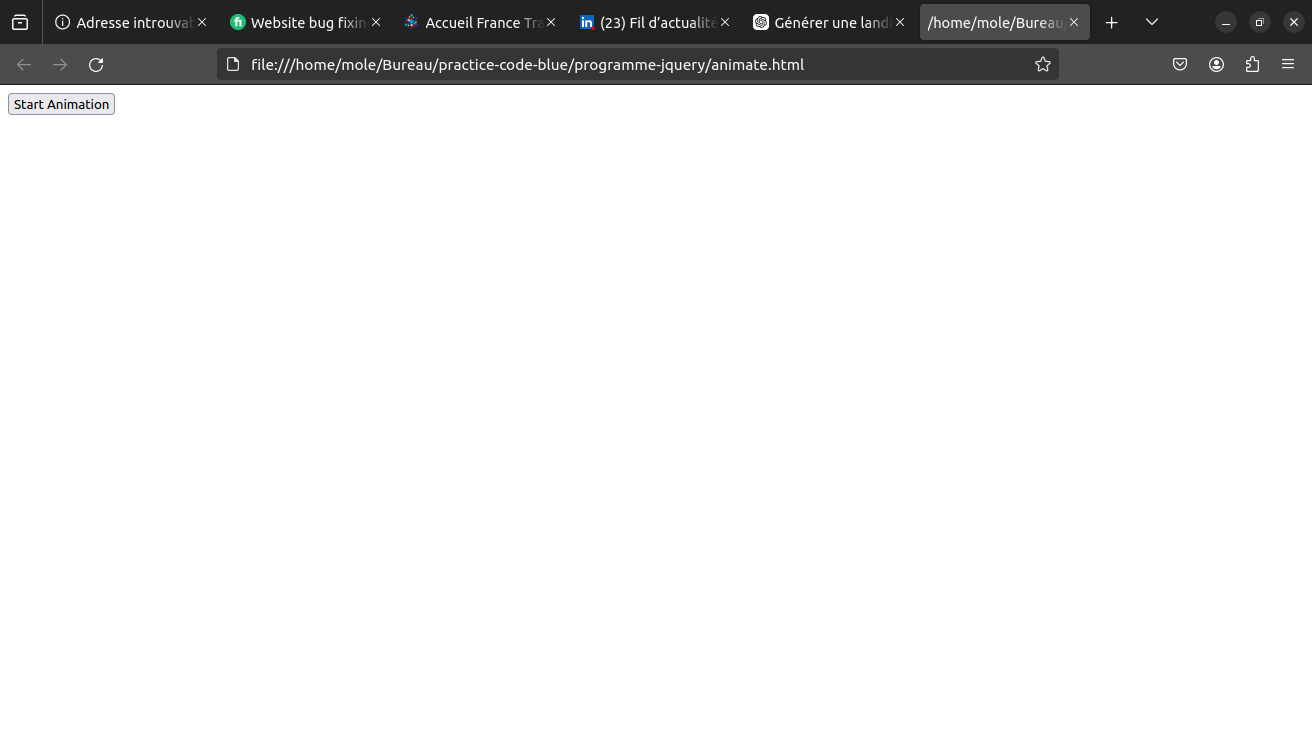 Adresse introuvab
Website bug fixin
Accueil France Tra
(23) Fil d’actualité
Générer une landi
/home/mole/Bureau/
file:///home/mole/Bureau/practice-code-blue/programme-jquery/animate.html
Start Animation